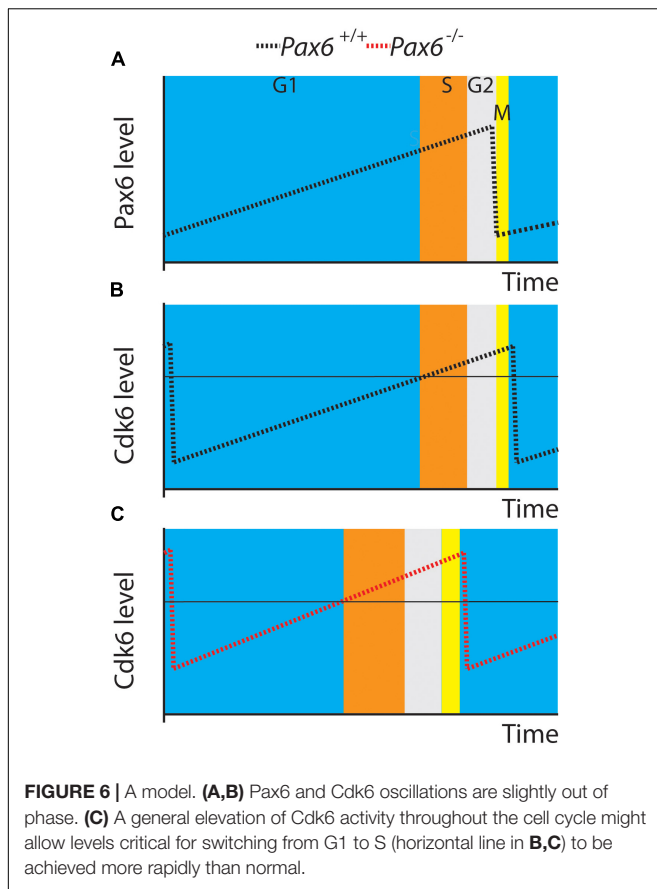 Pax6 +/+ Pax6 -/-
A
G1 S G2
M
Pax6 level
Time
B
Cdk6 level
Time
C
Cdk6 level
Time
FIGURE 6 | A model. (A,B) Pax6 and Cdk6 oscillations are slightly out of
phase. (C) A general elevation of Cdk6 activity throughout the cell cycle might
allow levels critical for switching from G1 to S (horizontal line in B,C) to be
achieved more rapidly than normal.